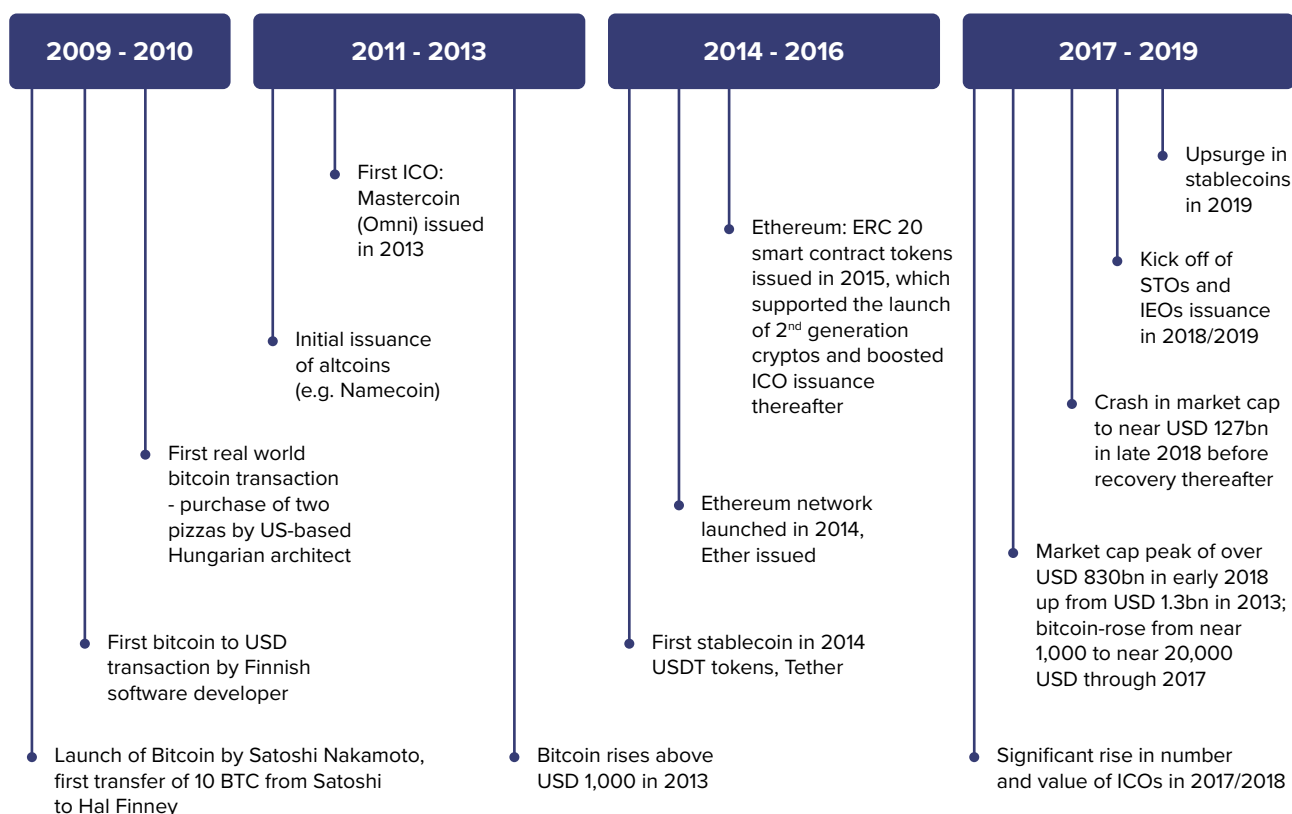 2009 - 2010
Launch of Bitcoin by Satoshi Nakamoto,
first transfer of 10 BTC from Satoshi
to Hal Finney
First bitcoin to USD
transaction by Finnish
software developer
First real world
bitcoin transaction
- purchase of two
pizzas by US-based
Hungarian architect
2011 - 2013
Initial issuance
of altcoins
(e.g. Namecoin)
First ICO:
Mastercoin
(Omni) issued
in 2013
Bitcoin rises above
USD 1,000 in 2013
2014 - 2016
First stablecoin in 2014
USDT tokens, Tether
Ethereum network
launched in 2014,
Ether issued
Ethereum: ERC 20
smart contract tokens
issued in 2015, which
supported the launch
of 2nd generation
cryptos and boosted
ICO issuance
thereafter
2017 - 2019
Significant rise in number
and value of ICOs in 2017/2018
Market cap peak of over
USD 830bn in early 2018
up from USD 1.3bn in 2013;
bitcoin-rose from near
1,000 to near 20,000
USD through 2017
Crash in market cap
to near USD 127bn
in late 2018 before
recovery thereafter
Kick off of
STOs and
IEOs issuance
in 2018/2019
Upsurge in
stablecoins
in 2019